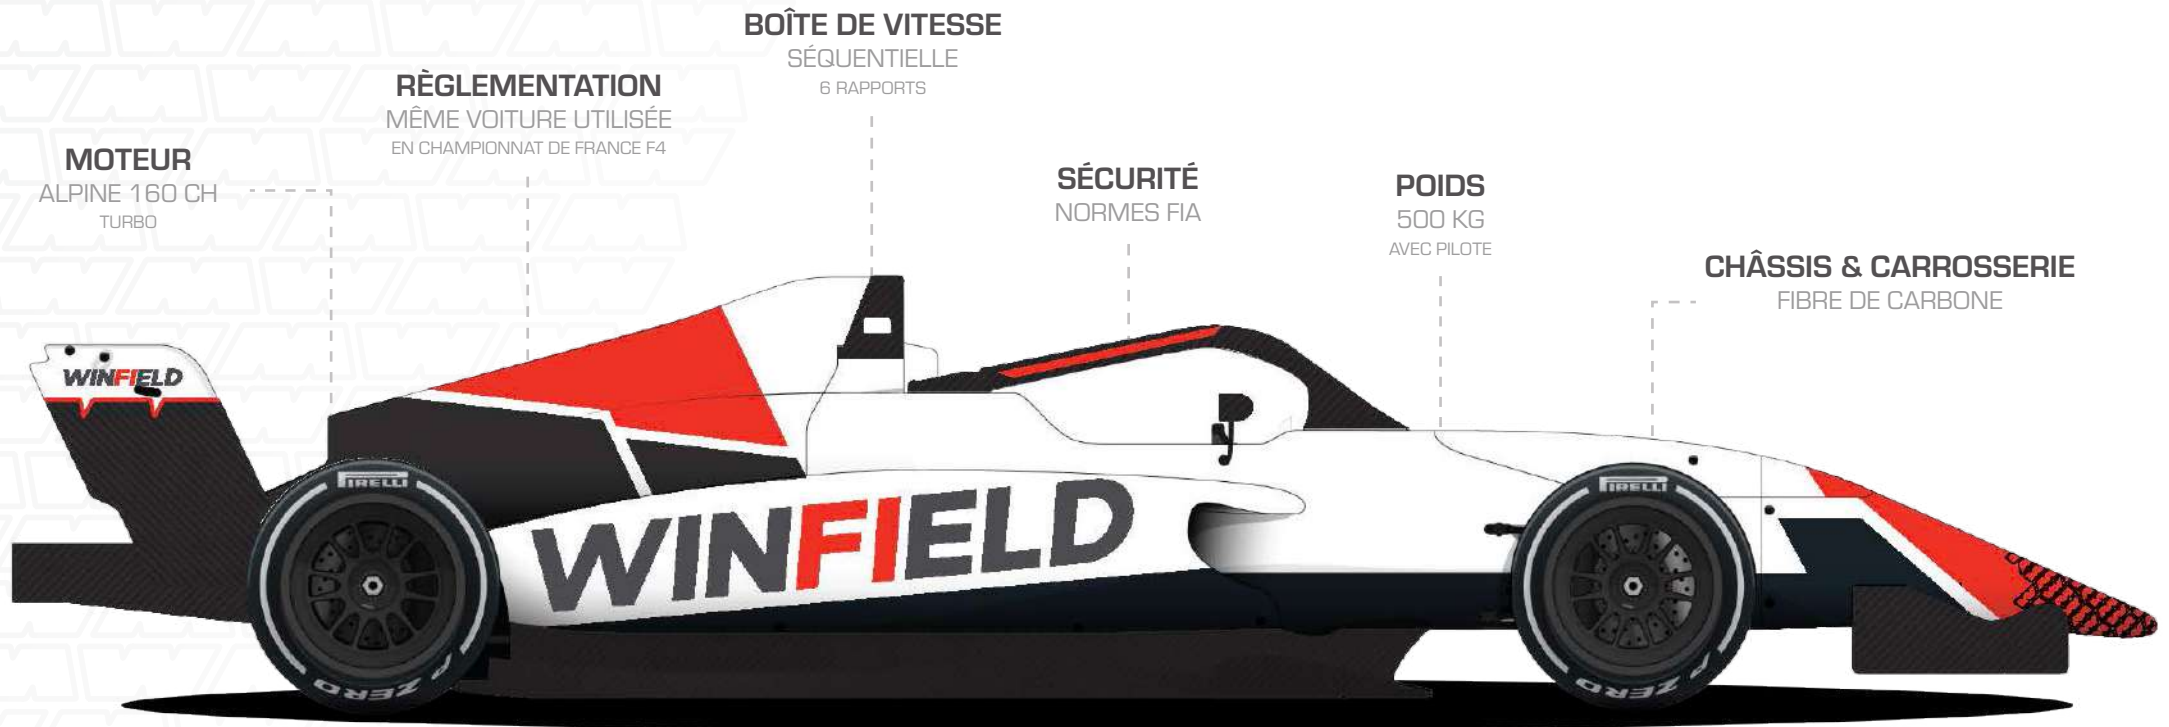 BOÎTE DE VITESSE
SÉQUENTIELLE
6 RAPPORTS
RÈGLEMENTATION
MÊME VOITURE UTILISÉE
EN CHAMPIONNAT DE FRANCE F4
MOTEUR
ALPINE 160 CH
TURBO
SÉCURITÉ
NORMES FIA
POIDS
500 KG
AVEC PILOTE
CHÂSSIS & CARROSSERIE
FIBRE DE CARBONE
WINFIELD
PIRELLI
PIRELLI
WINFIELD
P ZERO
P ZERO